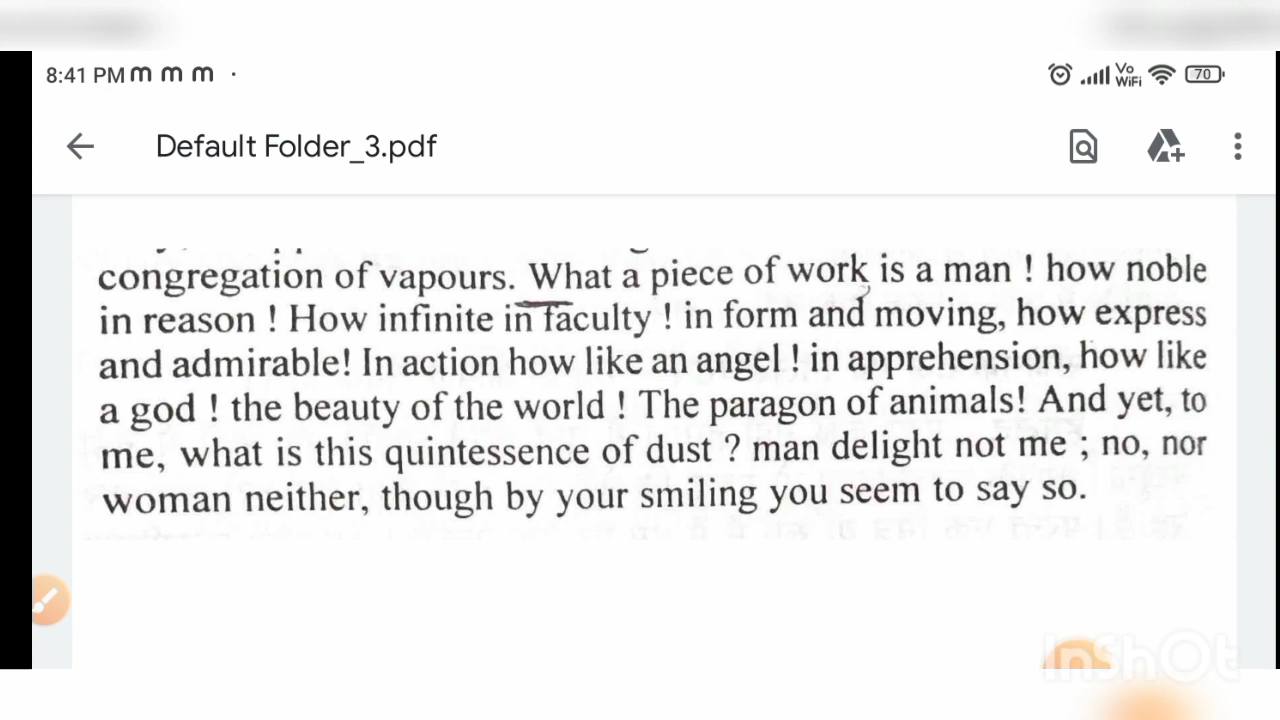 8:41 PM m m m ·
Vo WiFi 70
Default Folder_3.pdf
congregation of vapours. What a piece of work is a man ! how noble
in reason ! How infinite in faculty ! in form and moving, how express
and admirable! In action how like an angel ! in apprehension how like
a god ! the beauty of the world ! The paragon of animals! And yet, to
me, what is this quintessence of dust ? man delight not me ; no, nor
woman neither, though by your smiling you seem to say so.
InShOt